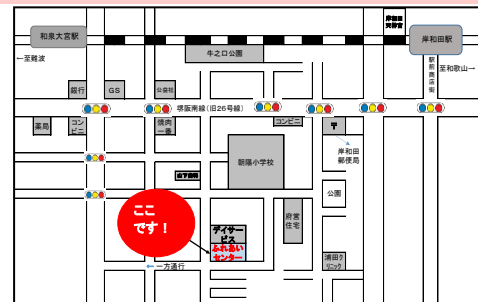 岸和田
天神宮
和泉大宮駅
岸和田駅
←至難波
牛之口公園
駅前商店街
至和歌山→
銀行
GS
公益社
堺阪南線(旧26号線)
薬局
コン
ビニ
焼肉
一番
コンビニ
〒
岸和田
郵便局
朝陽小学校
山下歯科
公園
ここ
です！
府営
住宅
デイサー
ビス
ふれあい
センター
浦田ク
リニック
←一方通行